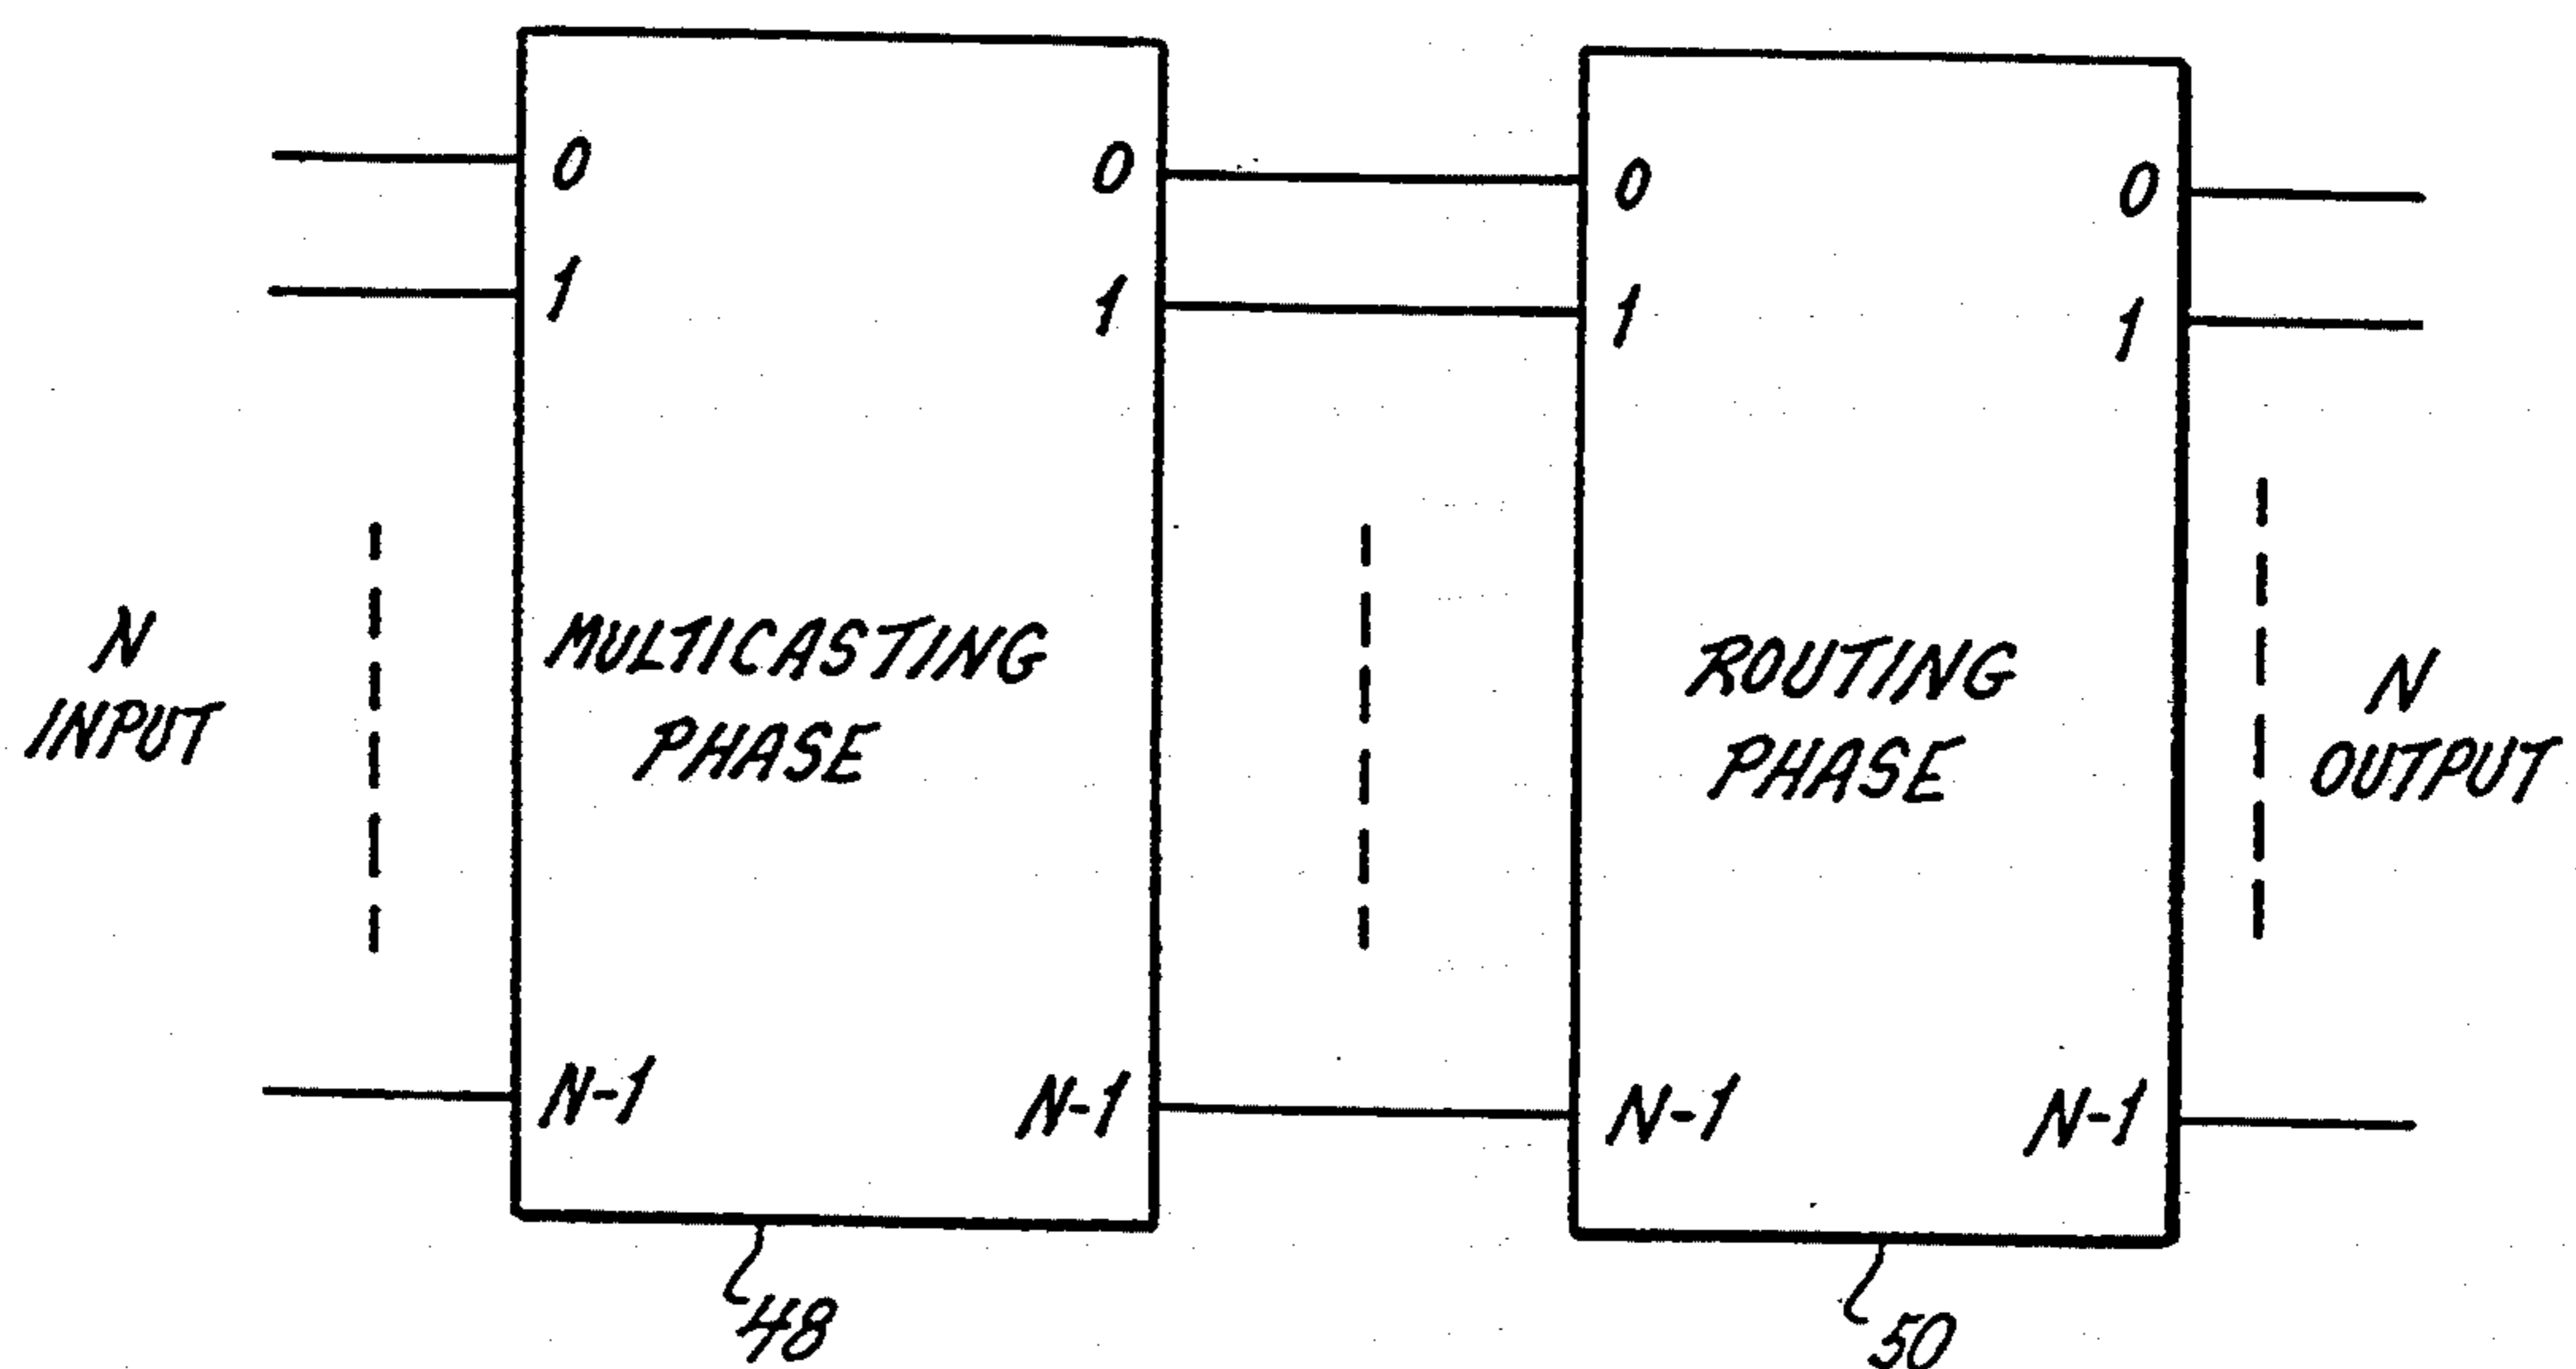 0
0
0
0
1
1
1
1
N
INPUT
MULTICASTING
PHASE
ROUTING
PHASE
N
OUTPUT
N-1
N-1
N-1
N-1
48
50